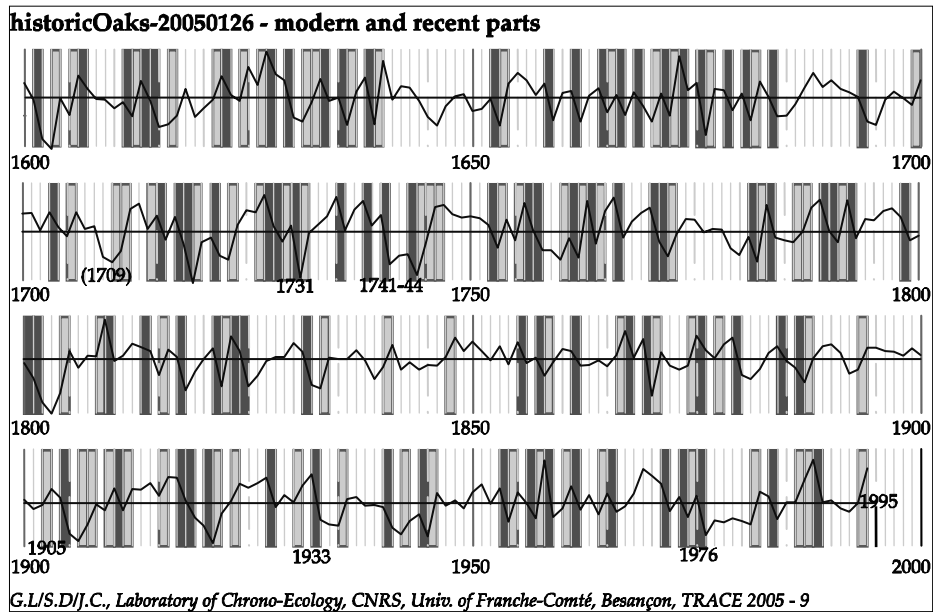 historicOaks-20050126 - modern and recent parts
1600 1650 1700
(1709) 1731 1741-44
1700 1750 1800
1800 1850 1900
1995
1905 1933 1976
1900 1950 2000
G.L/S.D/J.C., Laboratory of Chrono-Ecology, CNRS, Univ. of Franche-Comté, Besançon, TRACE 2005 - 9